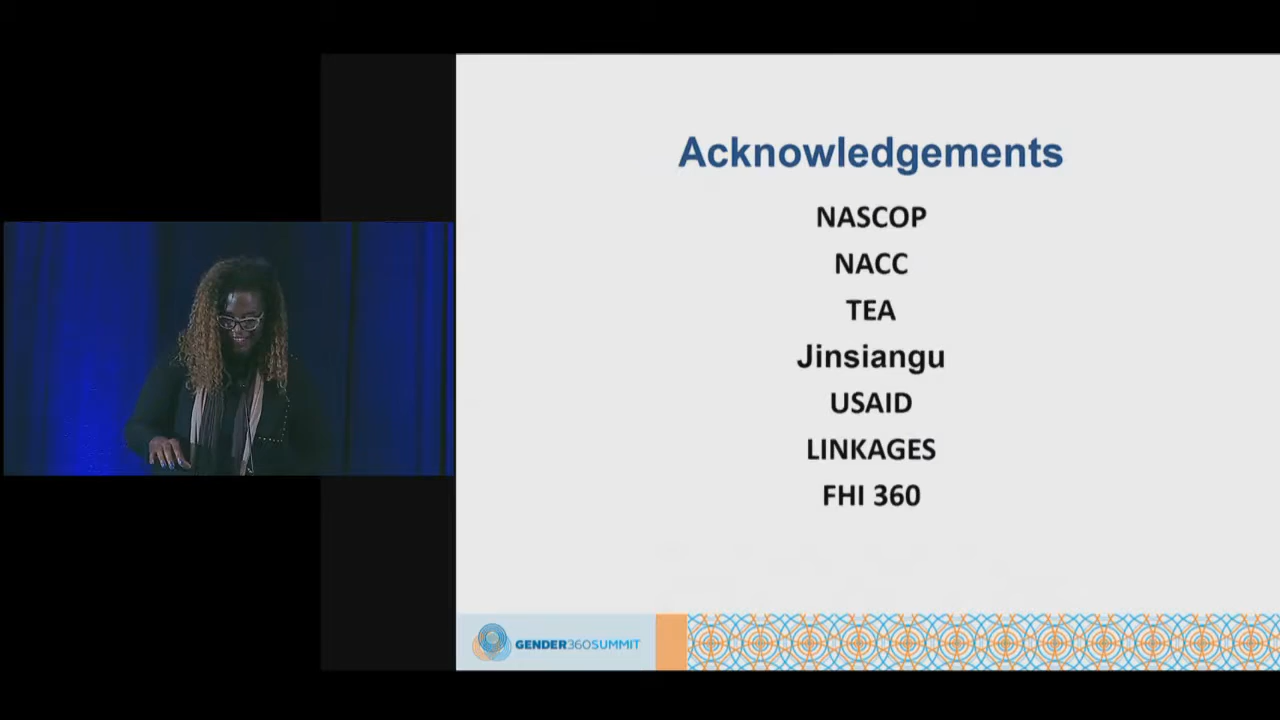 Acknowledgements
NASCOP
NACC
TEA
Jinsiangu
USAID
LINKAGES
FHI 360
GENDER360SUMMIT